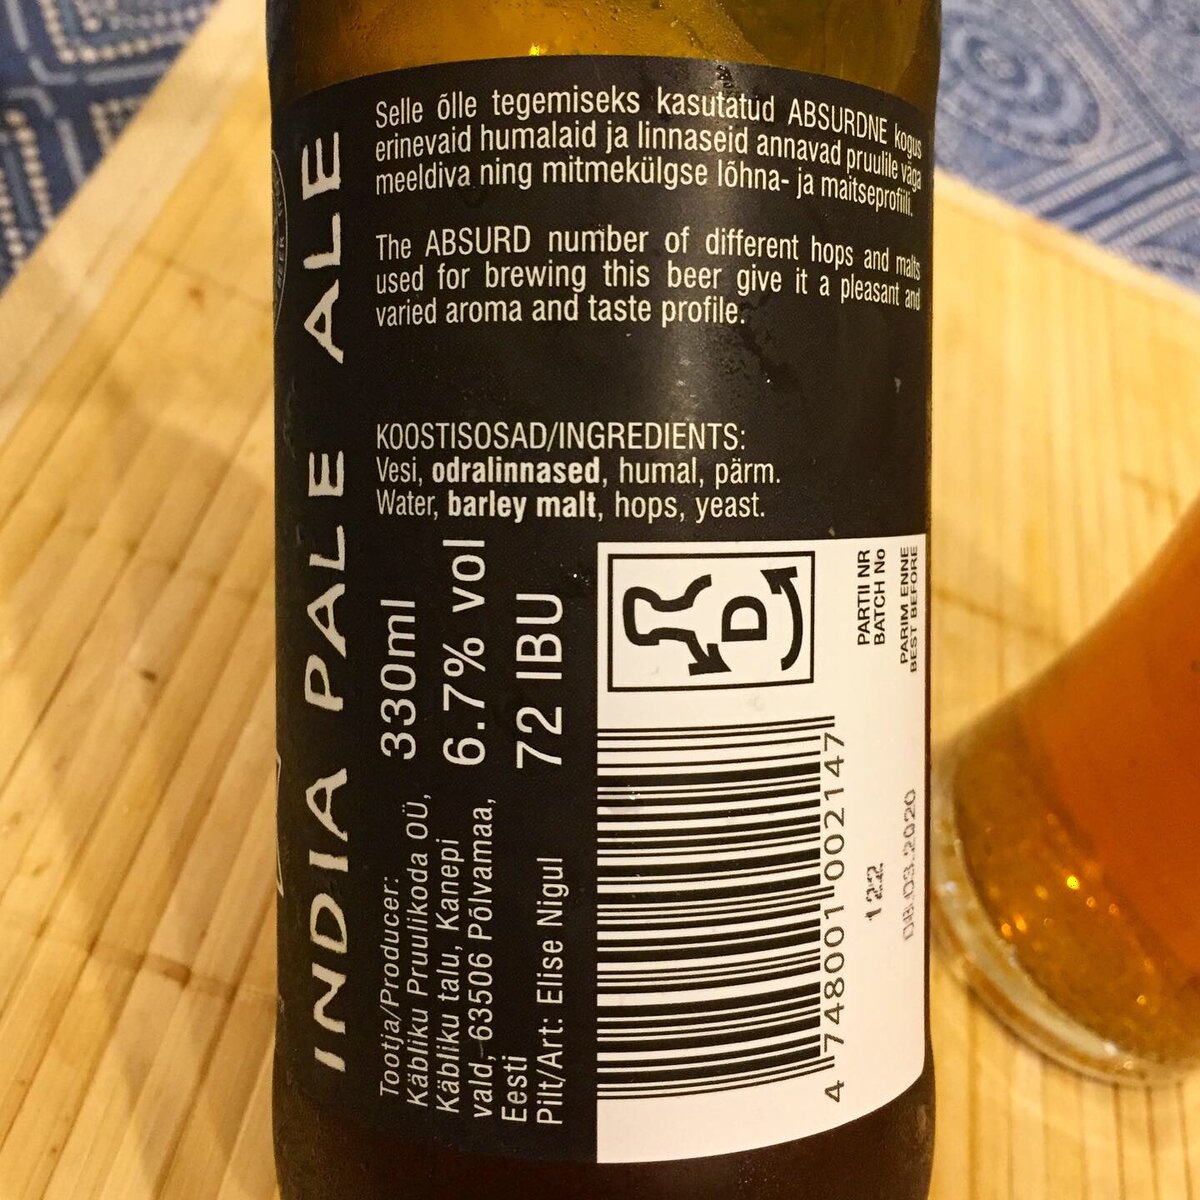 Selle õlle tegemiseks kasutatud ABSURDNE kogus
erinevaid humalaid ja linnaseid annavad pruulile väga
meeldiva ning mitmekülgse lõhna- ja maitseprofiili.
The ABSURD number of different hops and malts
used for brewing this beer give it a pleasant and
varied aroma and taste profile.
KOOSTISOSAD/INGREDIENTS:
Vesi, odralinnased, humal, pärm.
Water, barley malt, hops, yeast.
INDIA PALE ALE
330ml
6.7% vol
72 IBU
Tootja/Producer:
Käbliku Pruulikoda OÜ,
Käbliku talu, Kanepi
vald, 63506 Põlvamaa,
Eesti
Pilt/Art: Elise Nigul
D
4 748001 002147
PARTII NR
BATCH No
122
PARIM ENNE
BEST BEFORE
08.03.2020